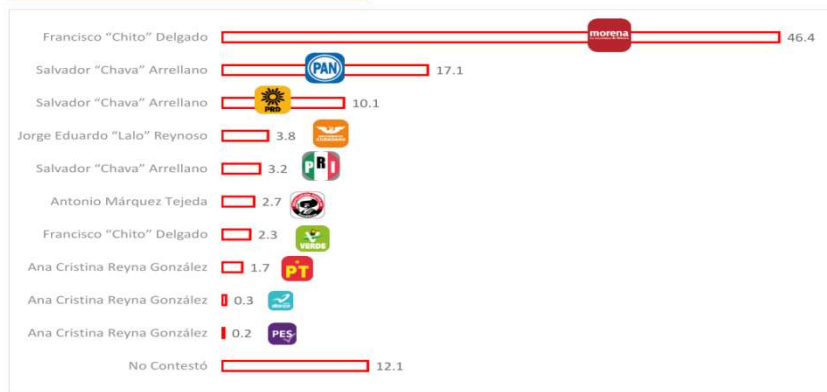 Francisco "Chito" Delgado morena 46.4
Salvador "Chava" Arrellano PAN 17.1
Salvador "Chava" Arrellano PRD 10.1
Jorge Eduardo "Lalo" Reynoso 3.8
Salvador "Chava" Arrellano 3.2 PRI
Antonio Márquez Tejeda 2.7
Francisco "Chito" Delgado 2.3 VERDE
Ana Cristina Reyna González 1.7 PT
Ana Cristina Reyna González 0.3
Ana Cristina Reyna González 0.2 PES
No Contestó 12.1